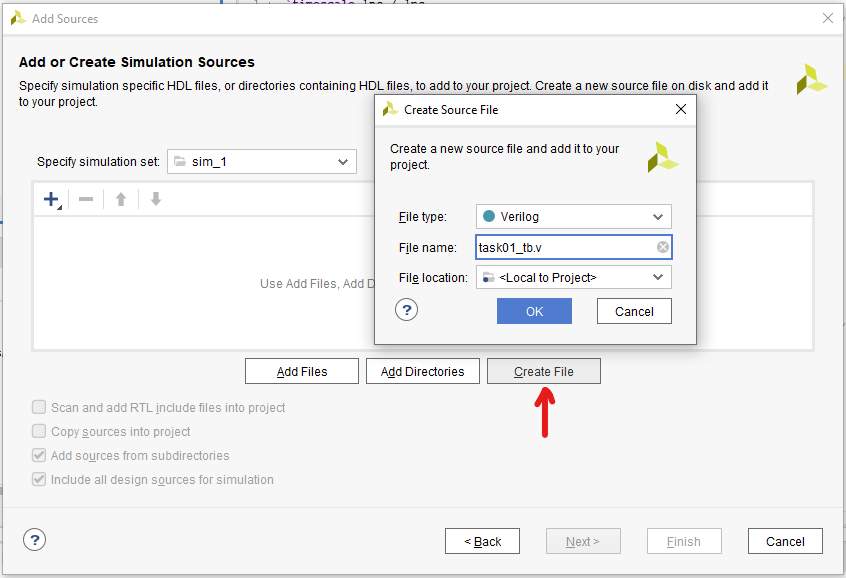 `timescale 1ns / 1ps
Add Sources
Add or Create Simulation Sources
Specify simulation specific HDL files, or directories containing HDL files, to add to your project. Create a new source file on disk and add it
to your project.
Create Source File
Create a new source file and add it to your
project.
Specify simulation set:
sim_1
File type:
Verilog
File name:
task01_tb.v
File location:
<Local to Project>
Use Add Files, Add D
?
OK
Cancel
Add Files
Add Directories
Create File
Scan and add RTL include files into project
Copy sources into project
Add sources from subdirectories
Include all design sources for simulation
?
< Back
Next >
Finish
Cancel